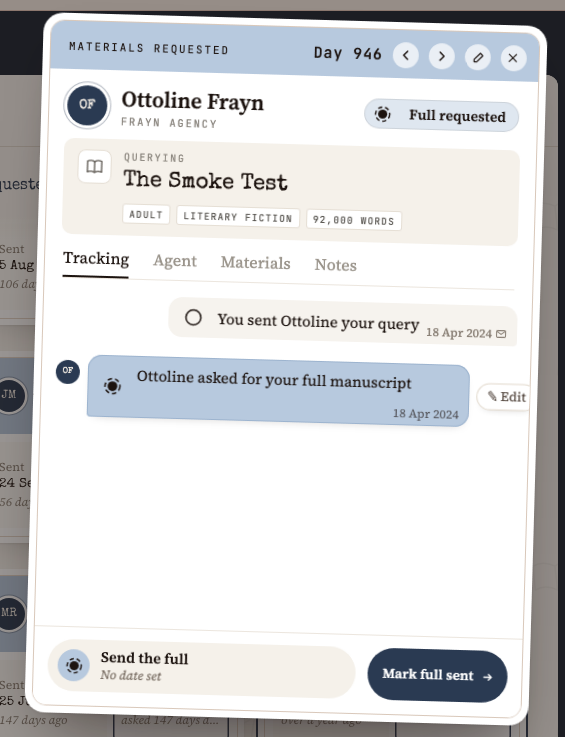 MATERIALS REQUESTED
Day 946
OF
Ottoline Frayn
FRAYN AGENCY
Full requested
QUERYING
The Smoke Test
ADULT
LITERARY FICTION
92,000 WORDS
Tracking
Agent
Materials
Notes
You sent Ottoline your query
18 Apr 2024
OF
Ottoline asked for your full manuscript
18 Apr 2024
✎ Edit
Send the full
No date set
Mark full sent →
Sent
5 Aug
106 da
JM
Sent
24 Se
56 da
MR
Sent
25 J
147 days ago
asked 147 days a...
over a year ago